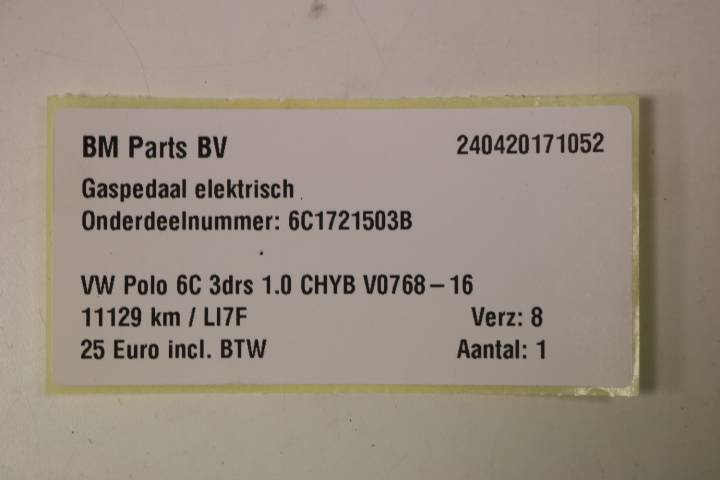 BM Parts BV 240420171052
Gaspedaal elektrisch
Onderdeelnummer: 6C1721503B
VW Polo 6C 3drs 1.0 CHYB V0768-16
11129 km / LI7F Verz: 8
25 Euro incl. BTW Aantal: 1